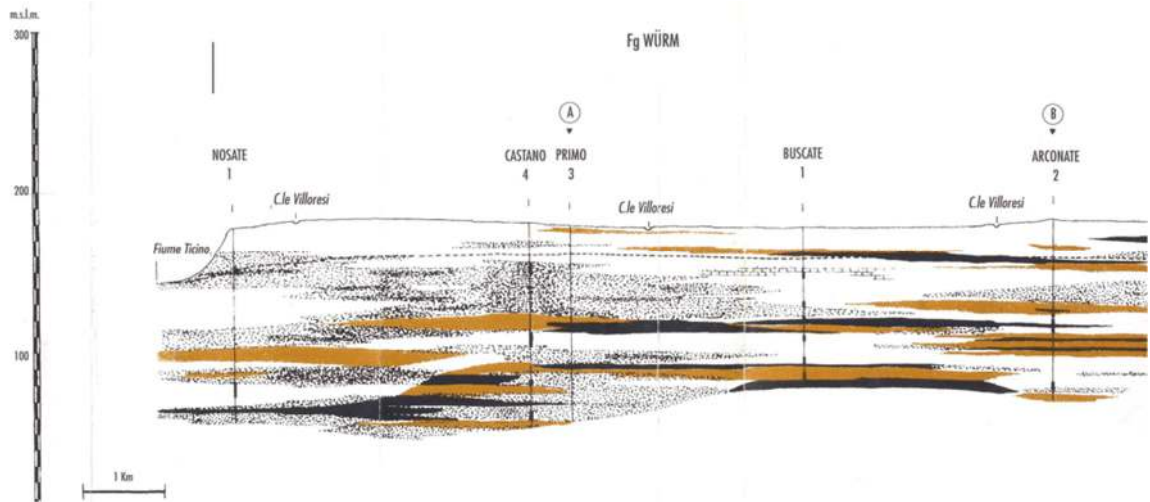 m.s.l.m.
300
Fg WÜRM
A
B
NOSATE
1
CASTANO PRIMO
4 3
BUSCATE
1
ARCONATE
2
200
C.le Villoresi
C.le Villoresi
C.le Villoresi
Fiume Ticino
100
1 Km